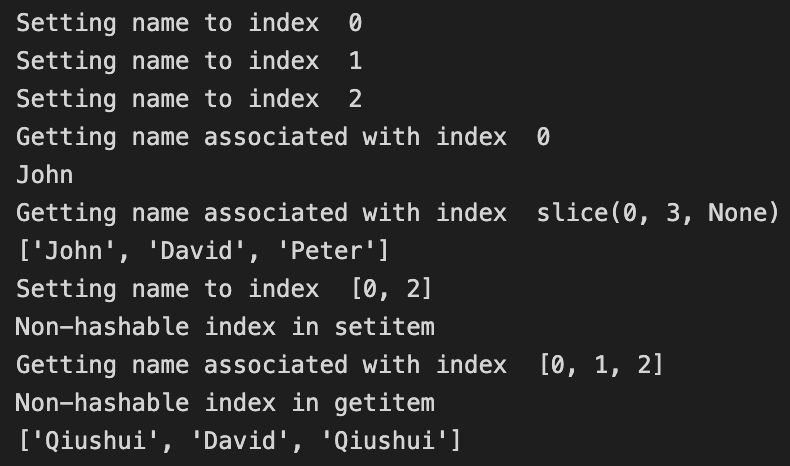 Setting name to index  0
Setting name to index  1
Setting name to index  2
Getting name associated with index  0
John
Getting name associated with index  slice(0, 3, None)
['John', 'David', 'Peter']
Setting name to index  [0, 2]
Non-hashable index in setitem
Getting name associated with index  [0, 1, 2]
Non-hashable index in getitem
['Qiushui', 'David', 'Qiushui']